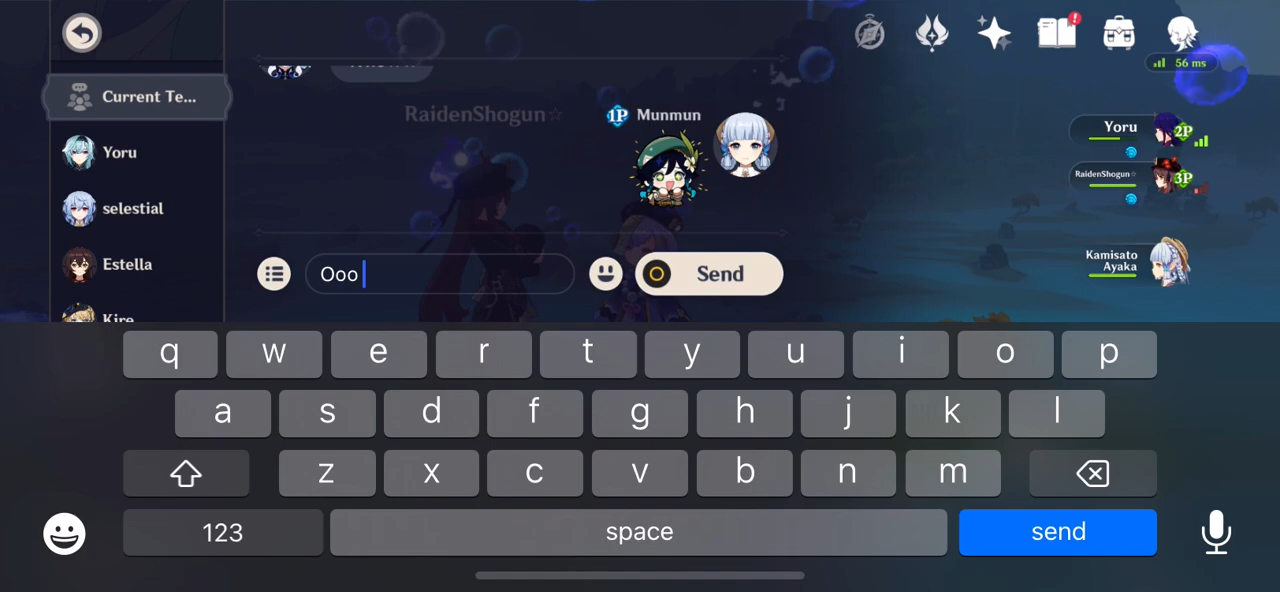 56 ms
Current Te...
RaidenShogun☆
1P Munmun
Yoru
2P
Yoru
RaidenShogun☆
3P
selestial
Estella
Kamisato
Ayaka
Ooo
Send
Kire
q w e r t y u i o p
a s d f g h j k l
z x c v b n m
123
space
send